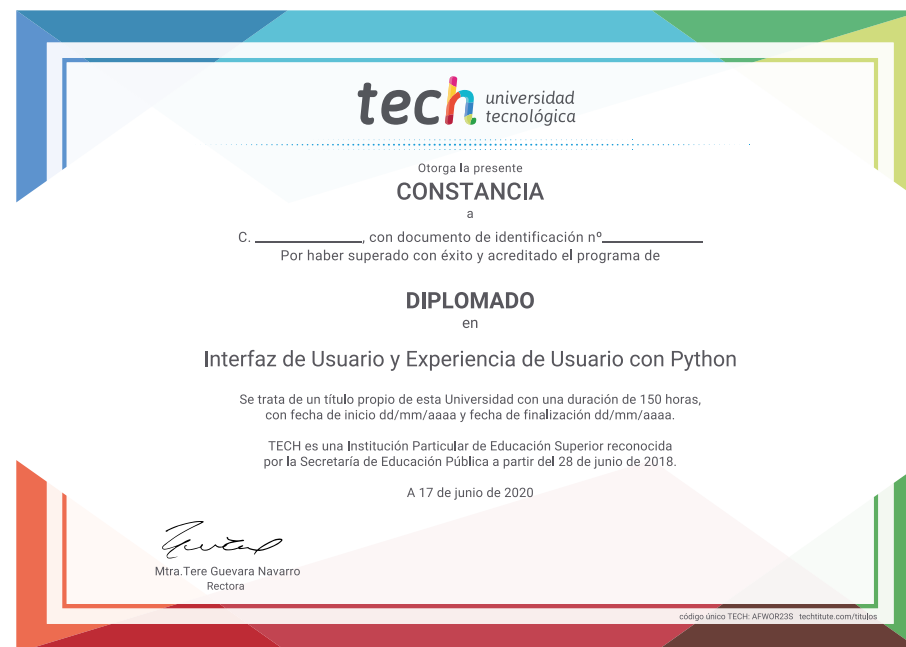 tech universidad
tecnológica
Otorga la presente
CONSTANCIA
a
C. ____________, con documento de identificación nº____________
Por haber superado con éxito y acreditado el programa de
DIPLOMADO
en
Interfaz de Usuario y Experiencia de Usuario con Python
Se trata de un título propio de esta Universidad con una duración de 150 horas,
con fecha de inicio dd/mm/aaaa y fecha de finalización dd/mm/aaaa.
TECH es una Institución Particular de Educación Superior reconocida
por la Secretaría de Educación Pública a partir del 28 de junio de 2018.
A 17 de junio de 2020
Mtra.Tere Guevara Navarro
Rectora
código único TECH: AFWOR23S techtitute.com/titulos